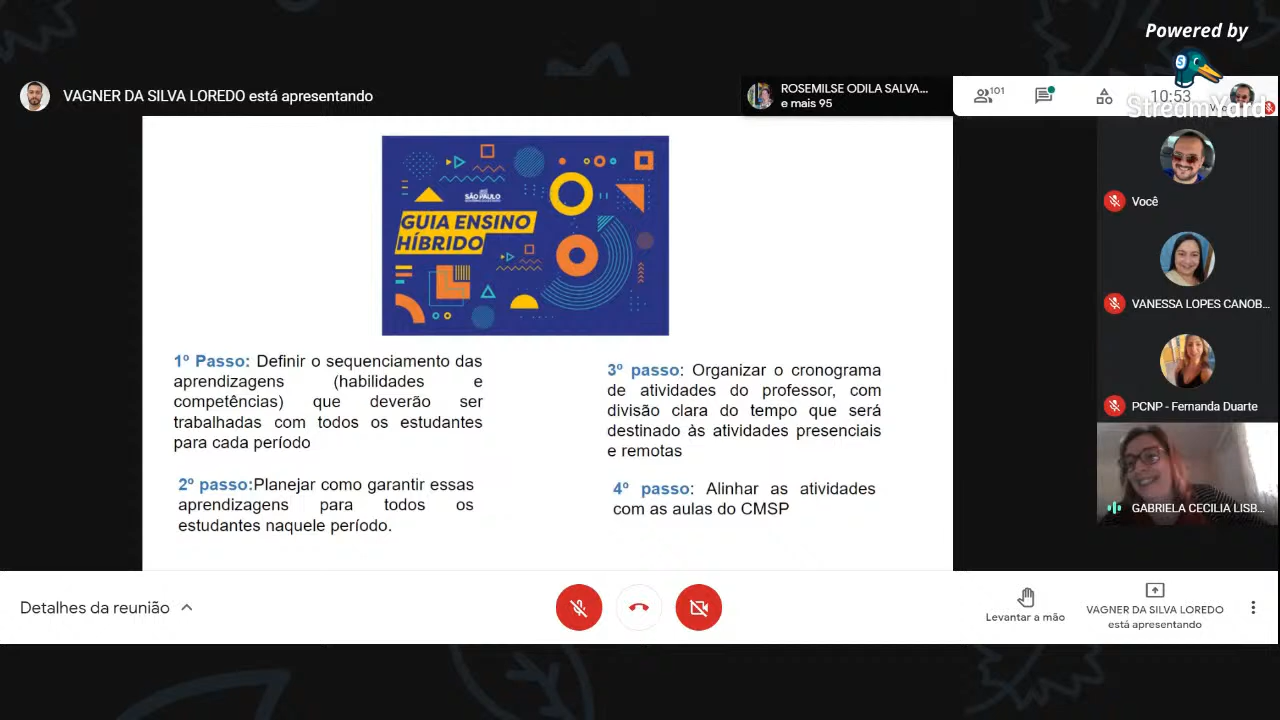 Powered by
StreamYard
VAGNER DA SILVA LOREDO está apresentando
ROSEMILSE ODILA SALVA...
e mais 95
101
10:53
SÃO PAULO
GUIA ENSINO
HÍBRIDO
1º Passo: Definir o sequenciamento das
aprendizagens (habilidades e
competências) que deverão ser
trabalhadas com todos os estudantes
para cada período
2º passo:Planejar como garantir essas
aprendizagens para todos os
estudantes naquele período.
3º passo: Organizar o cronograma
de atividades do professor, com
divisão clara do tempo que será
destinado às atividades presenciais
e remotas
4º passo: Alinhar as atividades
com as aulas do CMSP
Você
VANESSA LOPES CANOB...
PCNP - Fernanda Duarte
GABRIELA CECILIA LISB...
Detalhes da reunião
Levantar a mão
VAGNER DA SILVA LOREDO
está apresentando